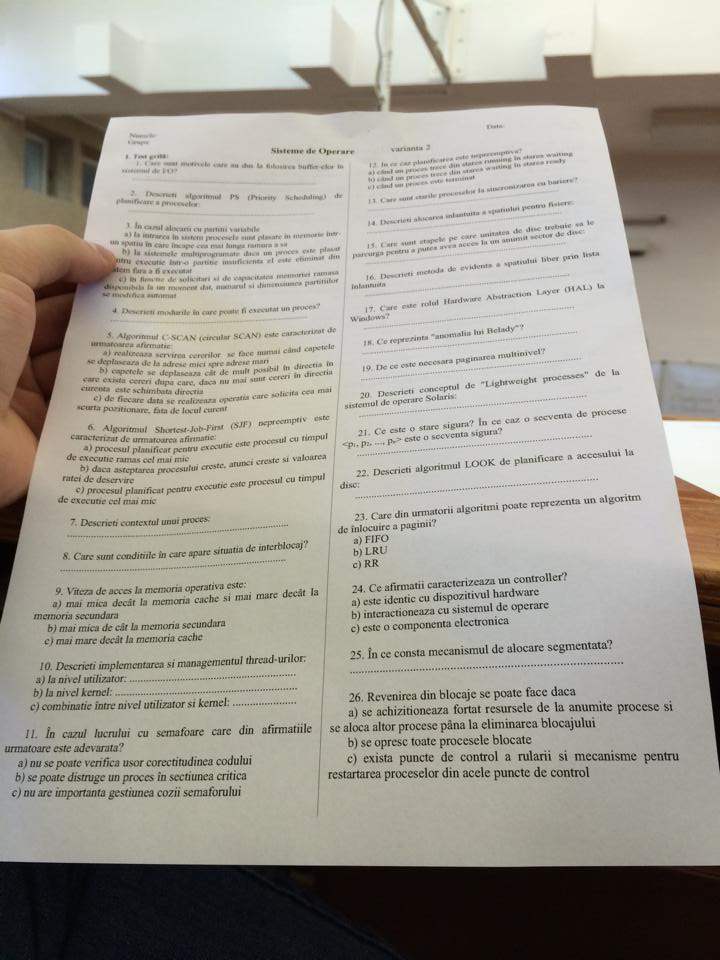 Numele:
Grupa:
Data:
Sisteme de Operare varianta 2
I. Test grilă:
1. Care sunt motivele care au dus la folosirea buffer-elor in
sistemul de I/O?
2. Descrieti algoritmul PS (Priority Scheduling) de
planificare a proceselor:
3. În cazul alocarii cu partitii variabile
a) la intrarea în sistem procesele sunt plasare în memorie într-
un spatiu în care încape cea mai lunga ramura a sa
b) la sistemele multiprogramate daca un proces este plasat
pentru executie într-o partitie insuficienta el este eliminat din
sistem fara a fi executat
c) în functie de solicitari si de capacitatea memoriei ramasa
disponibila la un moment dat, numarul si dimensiunea partitiilor
se modifica automat
4. Descrieti modurile în care poate fi executat un proces?
5. Algoritmul C-SCAN (circular SCAN) este caracterizat de
urmatoarea afirmatie:
a) realizeaza servirea cererilor se face numai când capetele
se deplaseaza de la adrese mici spre adrese mari
b) capetele se deplaseaza cât de mult posibil în directia în
care exista cereri dupa care, daca nu mai sunt cereri în directia
curenta este schimbata directia
c) de fiecare data se realizeaza operatia care solicita cea mai
scurta pozitionare, fata de locul curent
6. Algoritmul Shortest-Job-First (SJF) nepreemptiv este
caracterizat de urmatoarea afirmatie:
a) procesul planificat pentru executie este procesul cu timpul
de executie ramas cel mai mic
b) daca asteptarea procesului creste, atunci creste si valoarea
ratei de deservire
c) procesul planificat pentru executie este procesul cu timpul
de executie cel mai mic
7. Descrieti contextul unui proces:
8. Care sunt conditiile în care apare situatia de interblocaj?
9. Viteza de acces la memoria operativa este:
a) mai mica decât la memoria cache si mai mare decât la
memoria secundara
b) mai mica de cât la memoria secundara
c) mai mare decât la memoria cache
10. Descrieti implementarea si managementul thread-urilor:
a) la nivel utilizator: ..............................
b) la nivel kernel: ..............................
c) combinatie între nivel utilizator si kernel: ..................
11. În cazul lucrului cu semafoare care din afirmatiile
urmatoare este adevarata?
a) nu se poate verifica usor corectitudinea codului
b) se poate distruge un proces în sectiunea critica
c) nu are importanta gestiunea cozii semaforului
12. In ce caz planificarea este nepreemptiva?
a) când un proces trece din starea running în starea waiting
b) când un proces trece din starea waiting în starea ready
c) când un proces este terminat
13. Care sunt starile proceselor la sincronizarea cu bariere?
14. Descrieti alocarea inlantuita a spatiului pentru fisiere:
15. Care sunt etapele pe care unitatea de disc trebuie sa le
parcurga pentru a putea avea acces la un anumit sector de disc:
16. Descrieti metoda de evidenta a spatiului liber prin lista
inlantuita
17. Care este rolul Hardware Abstraction Layer (HAL) la
Windows?
18. Ce reprezinta "anomalia lui Belady"?
19. De ce este necesara paginarea multinivel?
20. Descrieti conceptul de "Lightweight processes" de la
sistemul de operare Solaris:
21. Ce este o stare sigura? În ce caz o secventa de procese
<p₁, p₂, ..., pₙ> este o secventa sigura?
22. Descrieti algoritmul LOOK de planificare a accesului la
disc:
23. Care din urmatorii algoritmi poate reprezenta un algoritm
de înlocuire a paginii?
a) FIFO
b) LRU
c) RR
24. Ce afirmatii caracterizeaza un controller?
a) este identic cu dispozitivul hardware
b) interactioneaza cu sistemul de operare
c) este o componenta electronica
25. În ce consta mecanismul de alocare segmentata?
26. Revenirea din blocaje se poate face daca
a) se achizitioneaza fortat resursele de la anumite procese si
se aloca altor procese pâna la eliminarea blocajului
b) se opresc toate procesele blocate
c) exista puncte de control a rularii si mecanisme pentru
restartarea proceselor din acele puncte de control